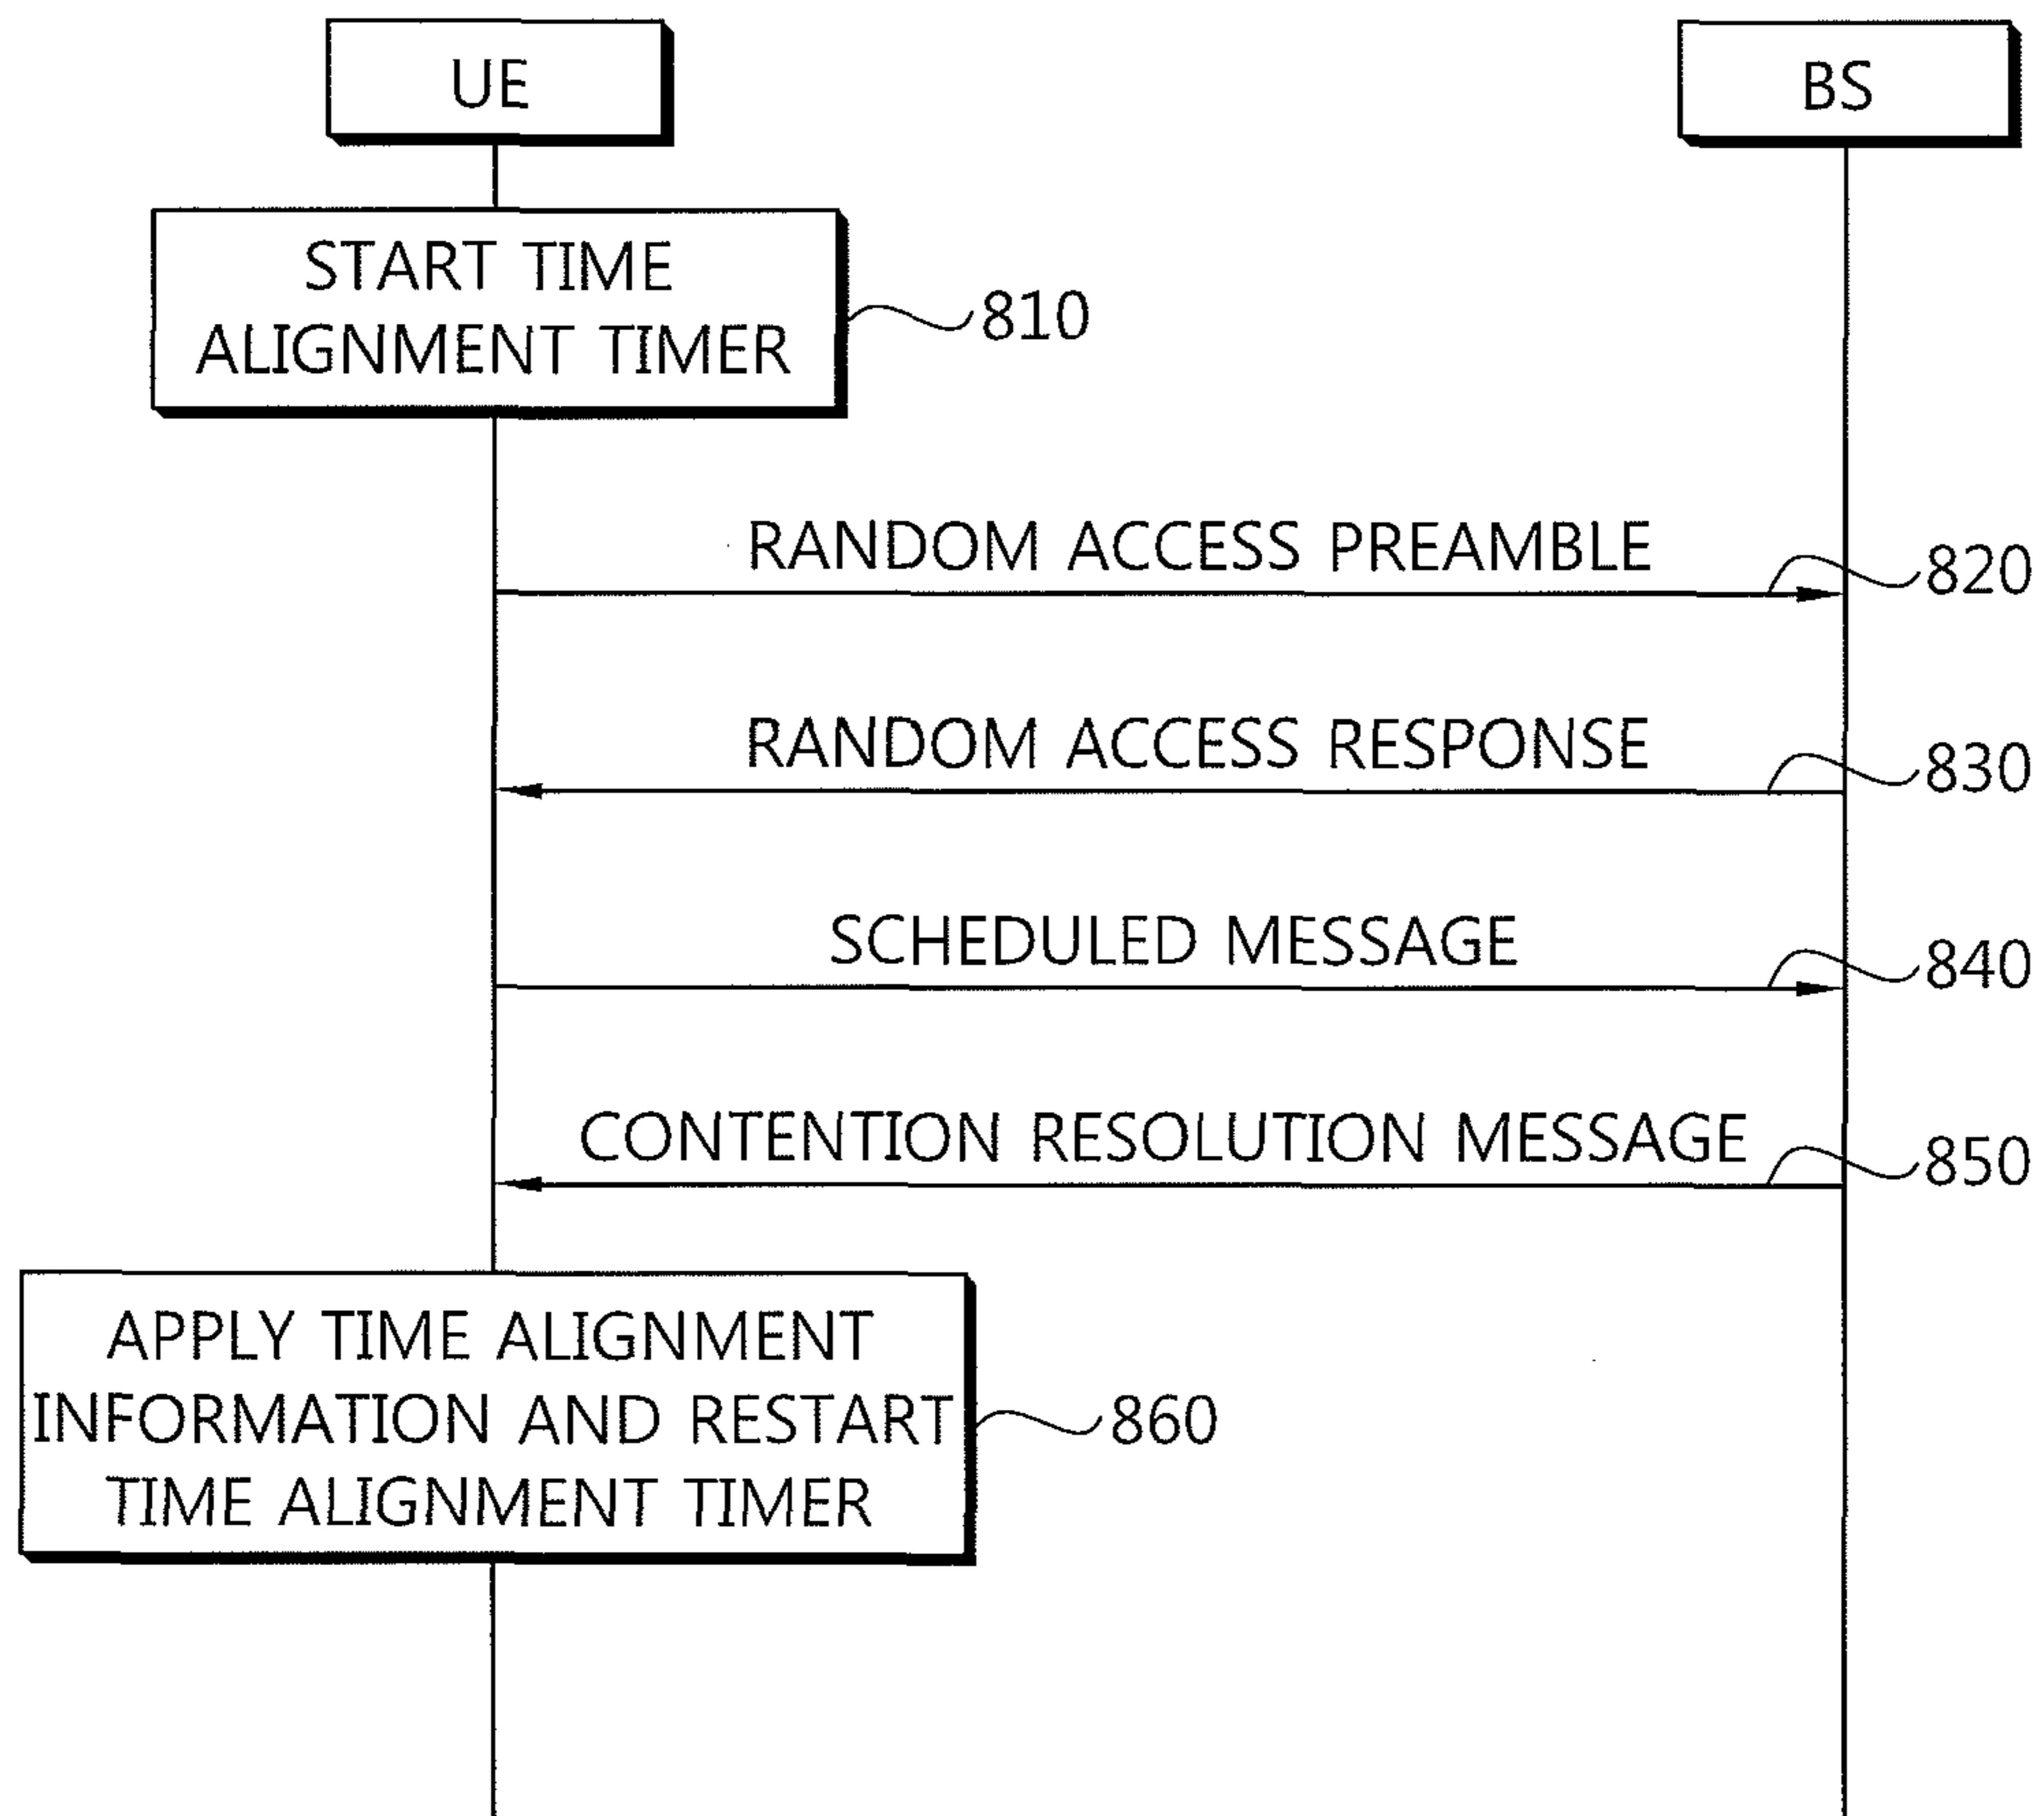 UE
BS
START TIME
ALIGNMENT TIMER
810
RANDOM ACCESS PREAMBLE
820
RANDOM ACCESS RESPONSE
830
SCHEDULED MESSAGE
840
CONTENTION RESOLUTION MESSAGE
850
APPLY TIME ALIGNMENT
INFORMATION AND RESTART
TIME ALIGNMENT TIMER
860